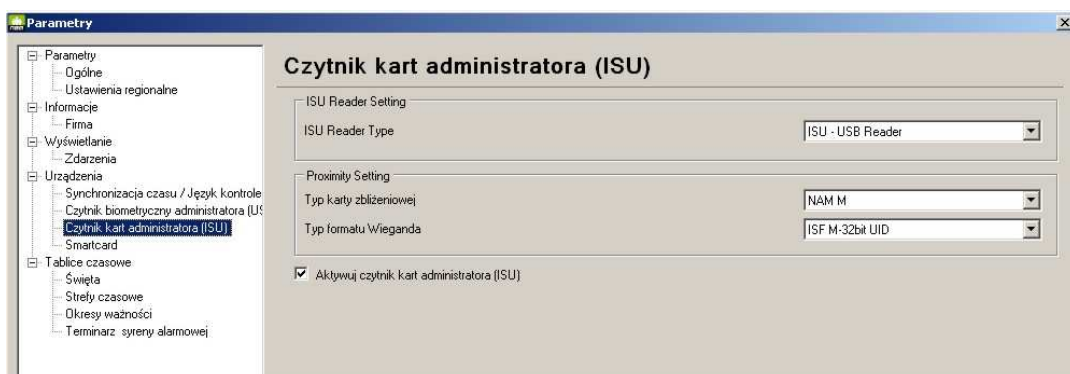 Parametry
Parametry
Ogólne
Ustawienia regionalne
Informacje
Firma
Wyświetlanie
Zdarzenia
Urządzenia
Synchronizacja czasu / Język kontrole
Czytnik biometryczny administratora (US
Czytnik kart administratora (ISU)
Smartcard
Tablice czasowe
Święta
Strefy czasowe
Okresy ważności
Terminarz syreny alarmowej
Czytnik kart administratora (ISU)
ISU Reader Setting
ISU Reader Type
ISU - USB Reader
Proximity Setting
Typ karty zbliżeniowej
NAM M
Typ formatu Wieganda
ISF M-32bit UID
Aktywuj czytnik kart administratora (ISU)